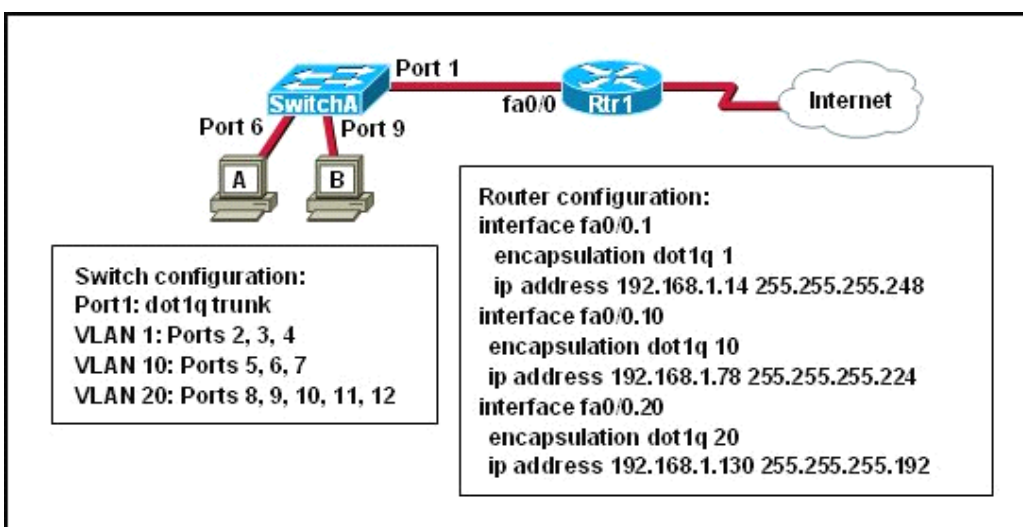 Port 1
SwitchA
fa0/0
Rtr1
Internet
Port 6
Port 9
A
B
Switch configuration:
Port1: dot1q trunk
VLAN 1: Ports 2, 3, 4
VLAN 10: Ports 5, 6, 7
VLAN 20: Ports 8, 9, 10, 11, 12
Router configuration:
interface fa0/0.1
encapsulation dot1q 1
ip address 192.168.1.14 255.255.255.248
interface fa0/0.10
encapsulation dot1q 10
ip address 192.168.1.78 255.255.255.224
interface fa0/0.20
encapsulation dot1q 20
ip address 192.168.1.130 255.255.255.192